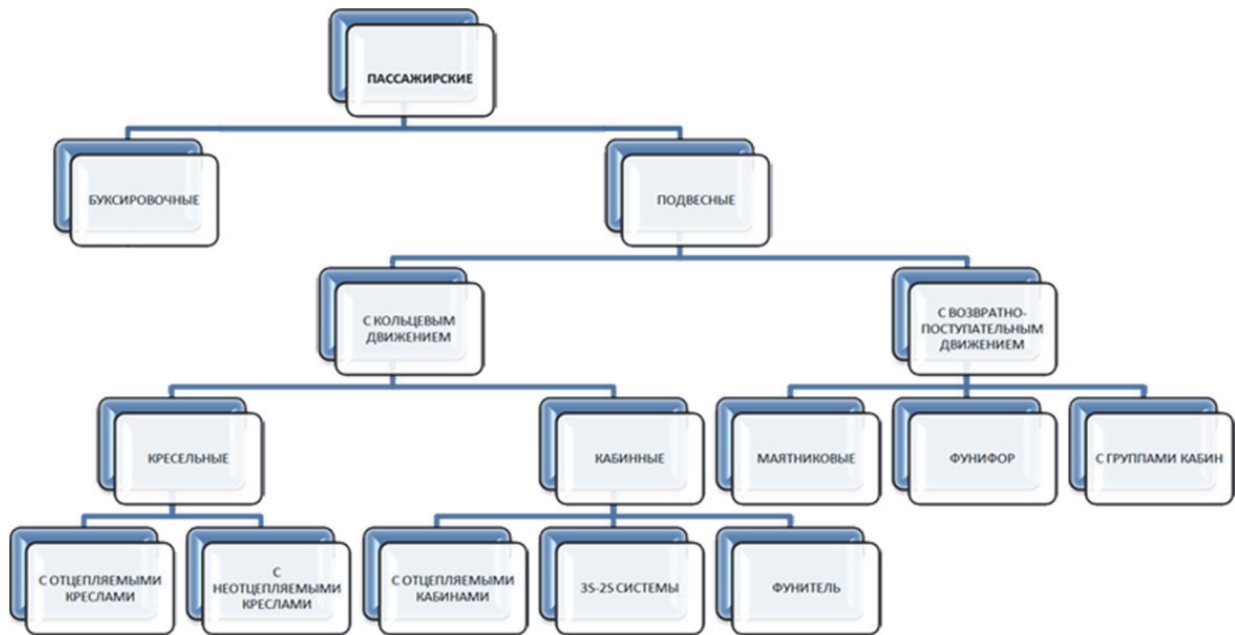 ПАССАЖИРСКИЕ
БУКСИРОВОЧНЫЕ
ПОДВЕСНЫЕ
С КОЛЬЦЕВЫМ
ДВИЖЕНИЕМ
С ВОЗВРАТНО-
ПОСТУПАТЕЛЬНЫМ
ДВИЖЕНИЕМ
КРЕСЕЛЬНЫЕ
КАБИННЫЕ
МАЯТНИКОВЫЕ
ФУНИФОР
С ГРУППАМИ КАБИН
С ОТЦЕПЛЯЕМЫМИ
КРЕСЛАМИ
С
НЕОТЦЕПЛЯЕМЫМИ
КРЕСЛАМИ
С ОТЦЕПЛЯЕМЫМИ
КАБИНАМИ
3S-2S СИСТЕМЫ
ФУНИТЕЛЬ